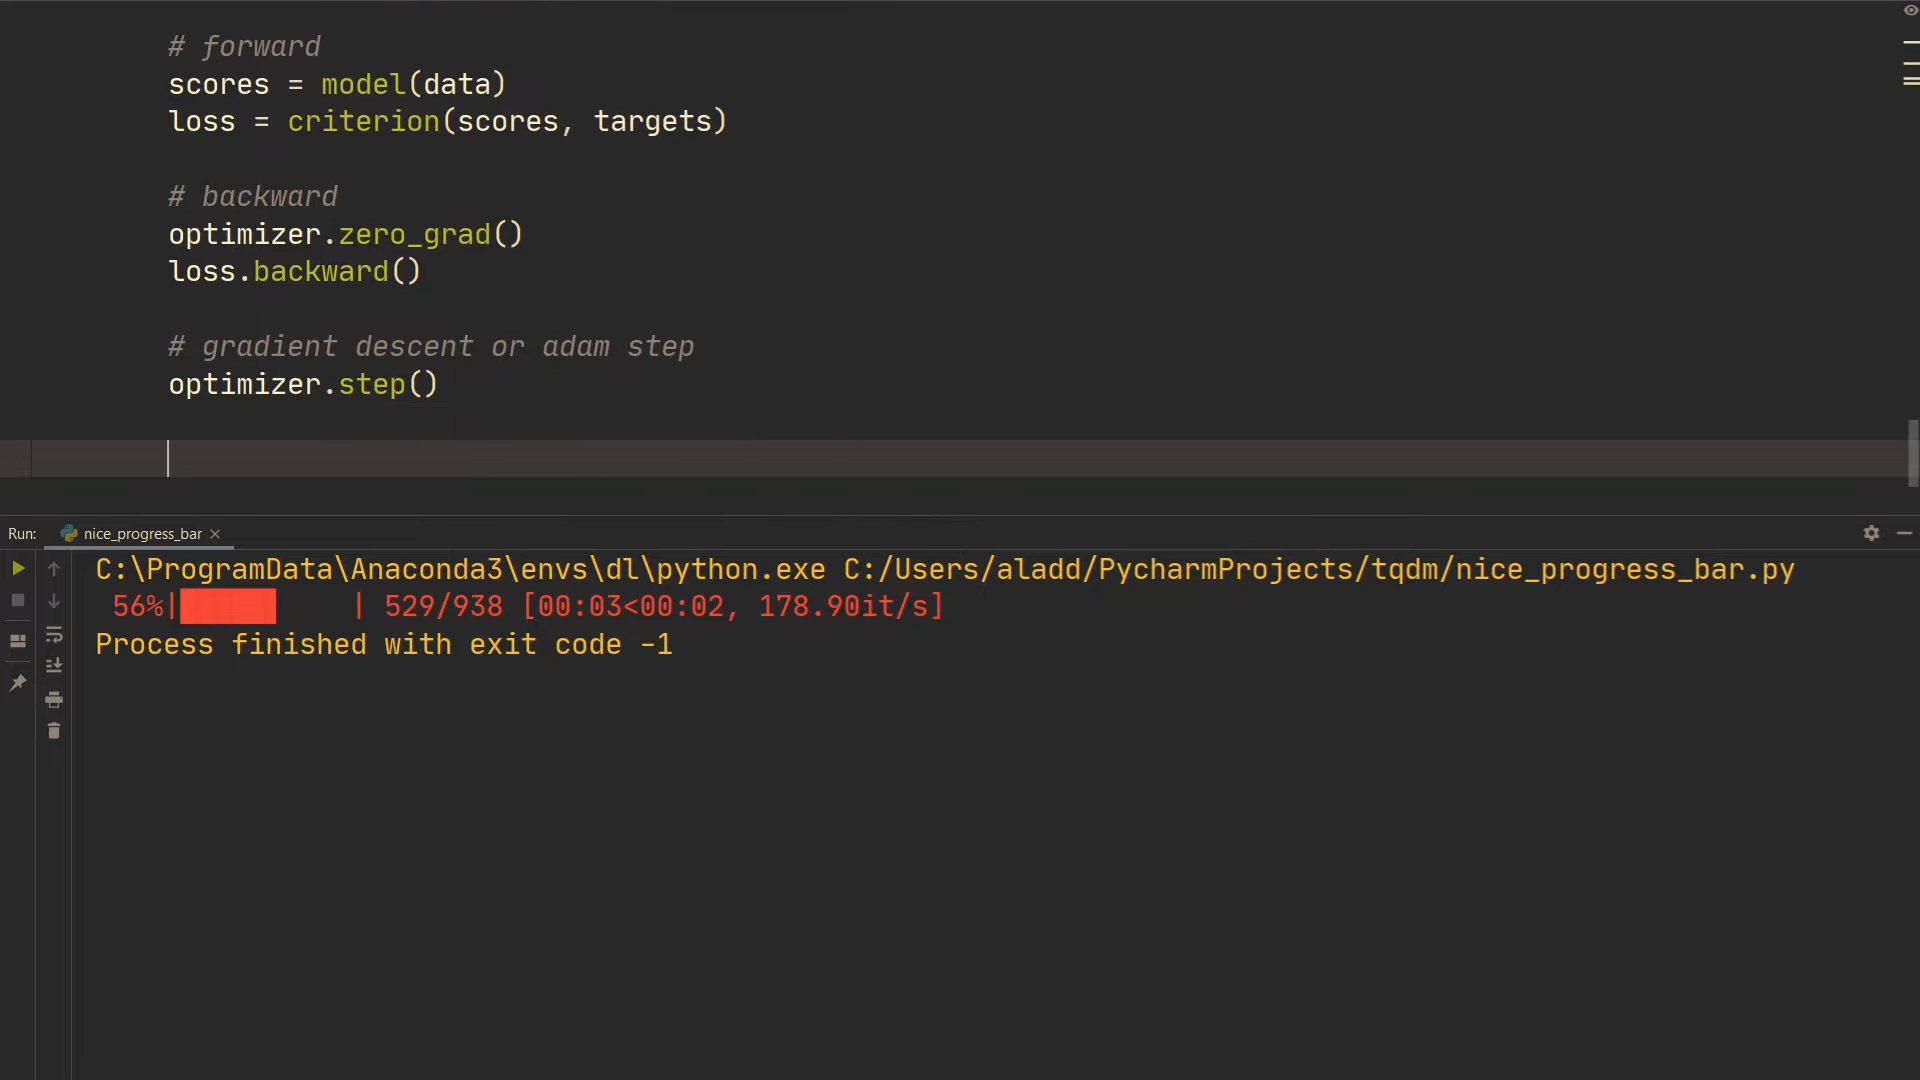 # forward
scores = model(data)
loss = criterion(scores, targets)
# backward
optimizer.zero_grad()
loss.backward()
# gradient descent or adam step
optimizer.step()
Run: nice_progress_bar
C:\ProgramData\Anaconda3\envs\dl\python.exe C:/Users/aladd/PycharmProjects/tqdm/nice_progress_bar.py
56%|██████    | 529/938 [00:03<00:02, 178.90it/s]
Process finished with exit code -1